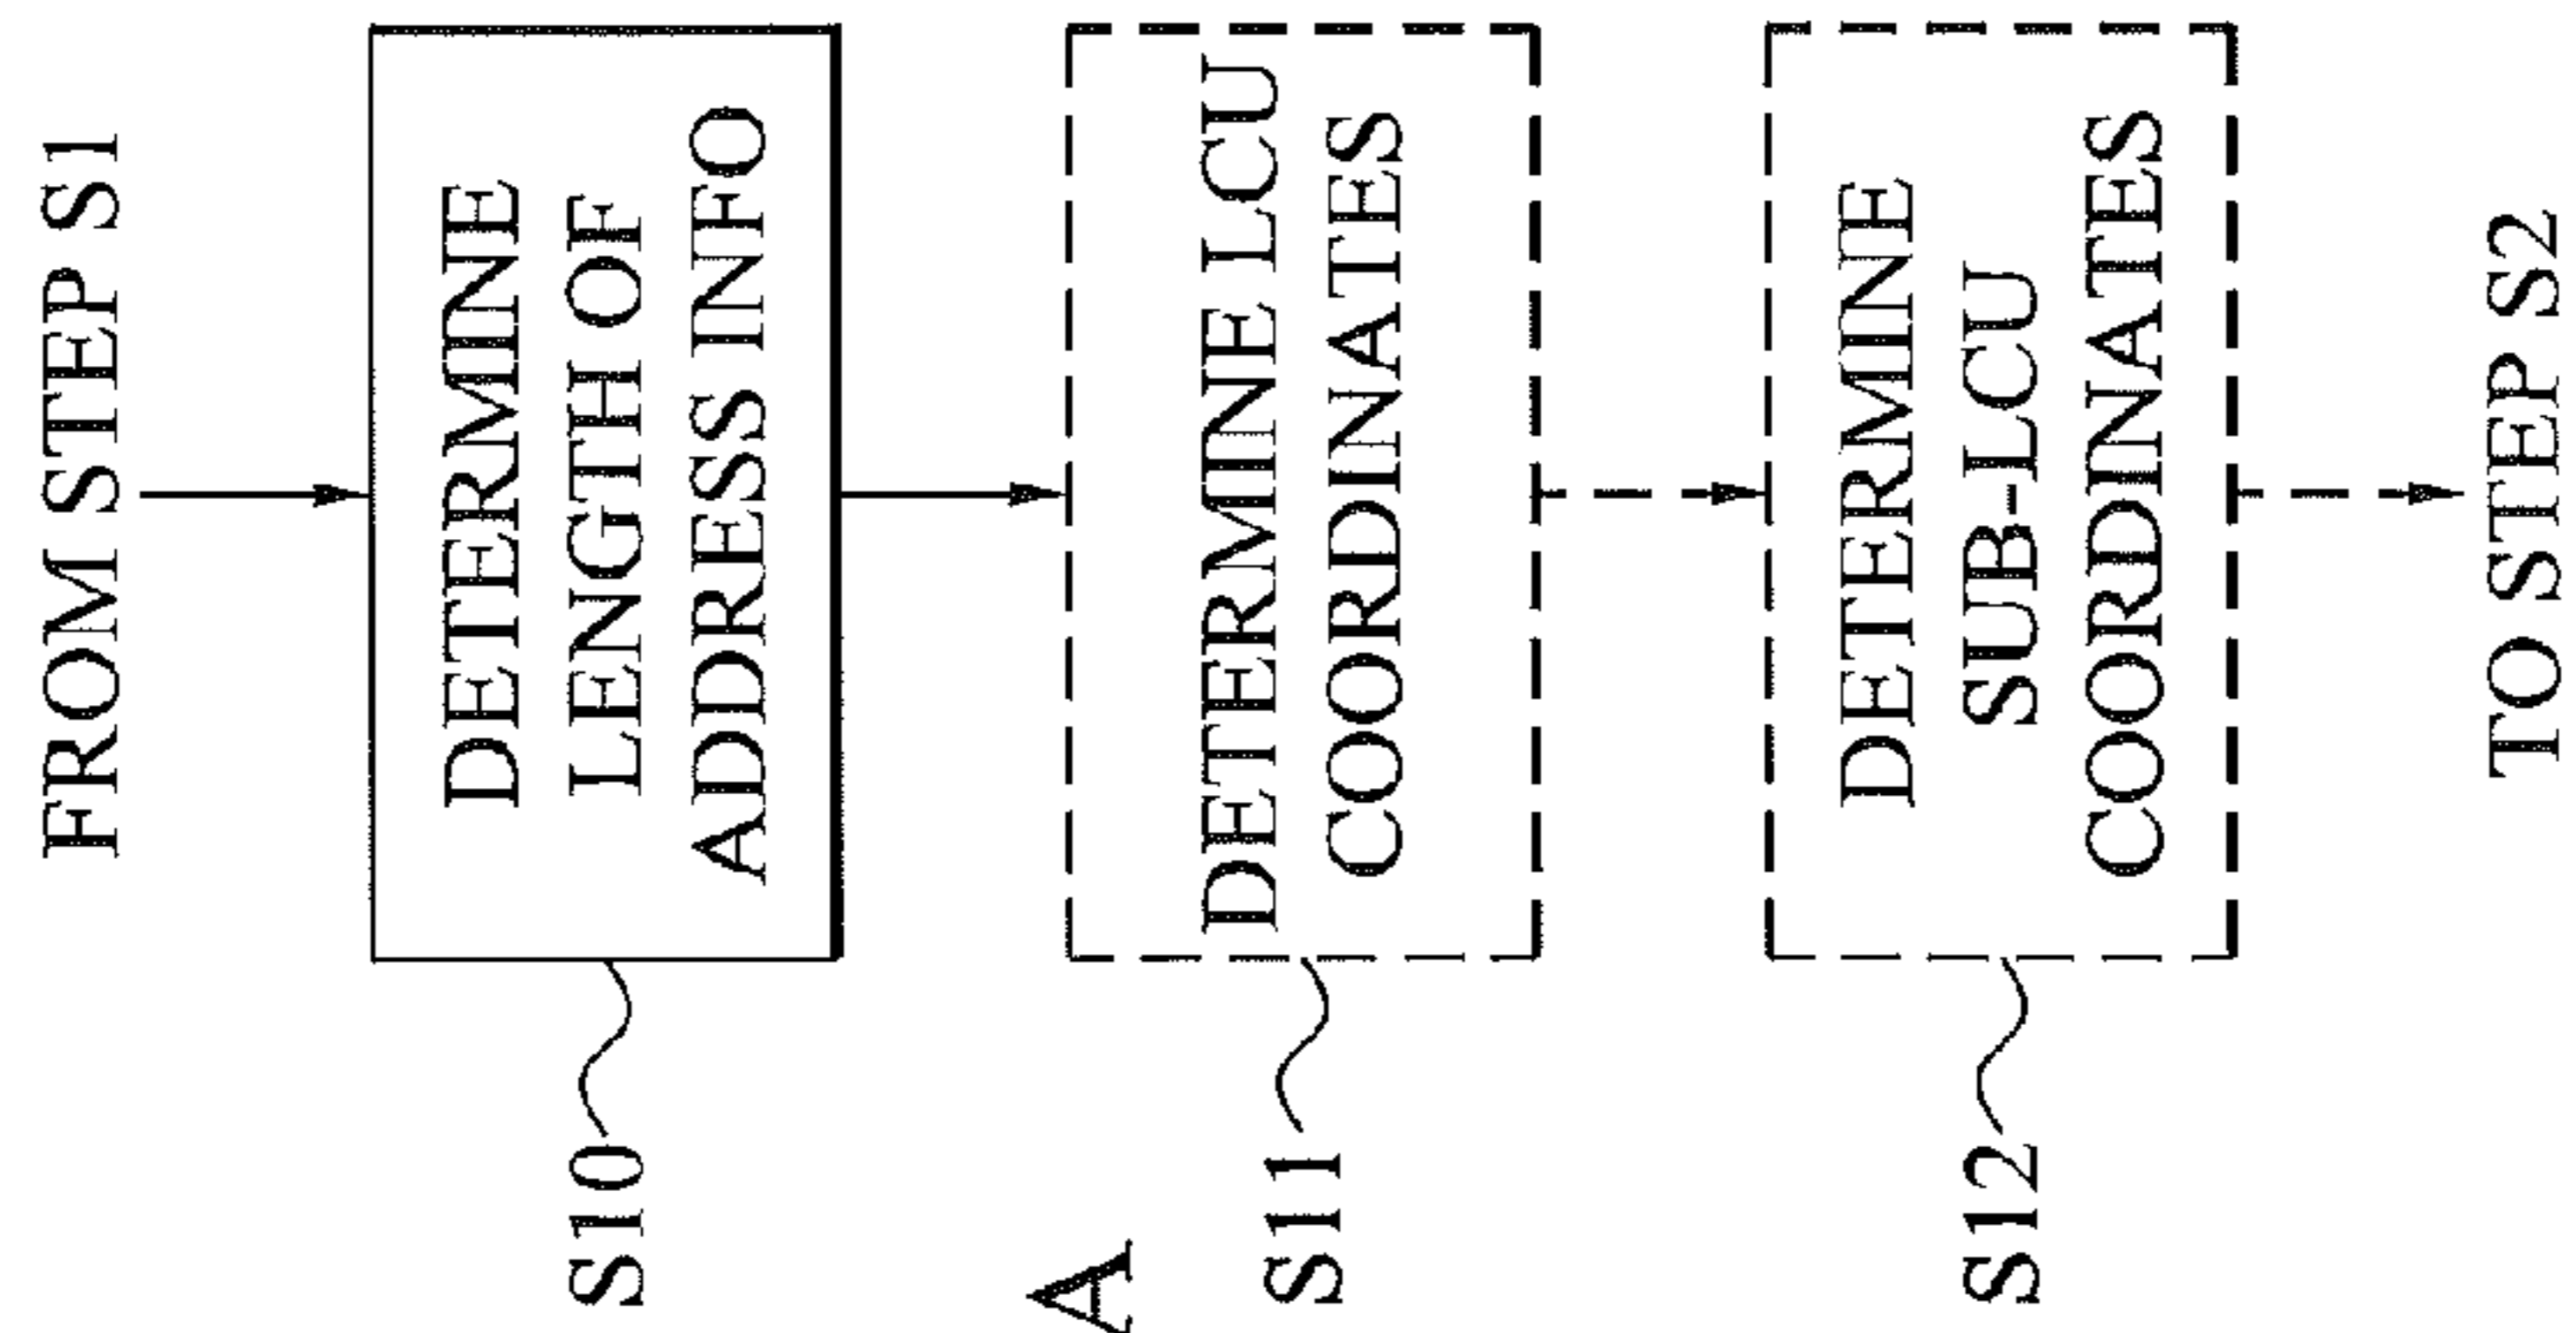 FROM STEP S1
DETERMINE
LENGTH OF
ADDRESS INFO
S10
DETERMINE LCU
COORDINATES
S11
A
DETERMINE
SUB-LCU
COORDINATES
S12
TO STEP S2